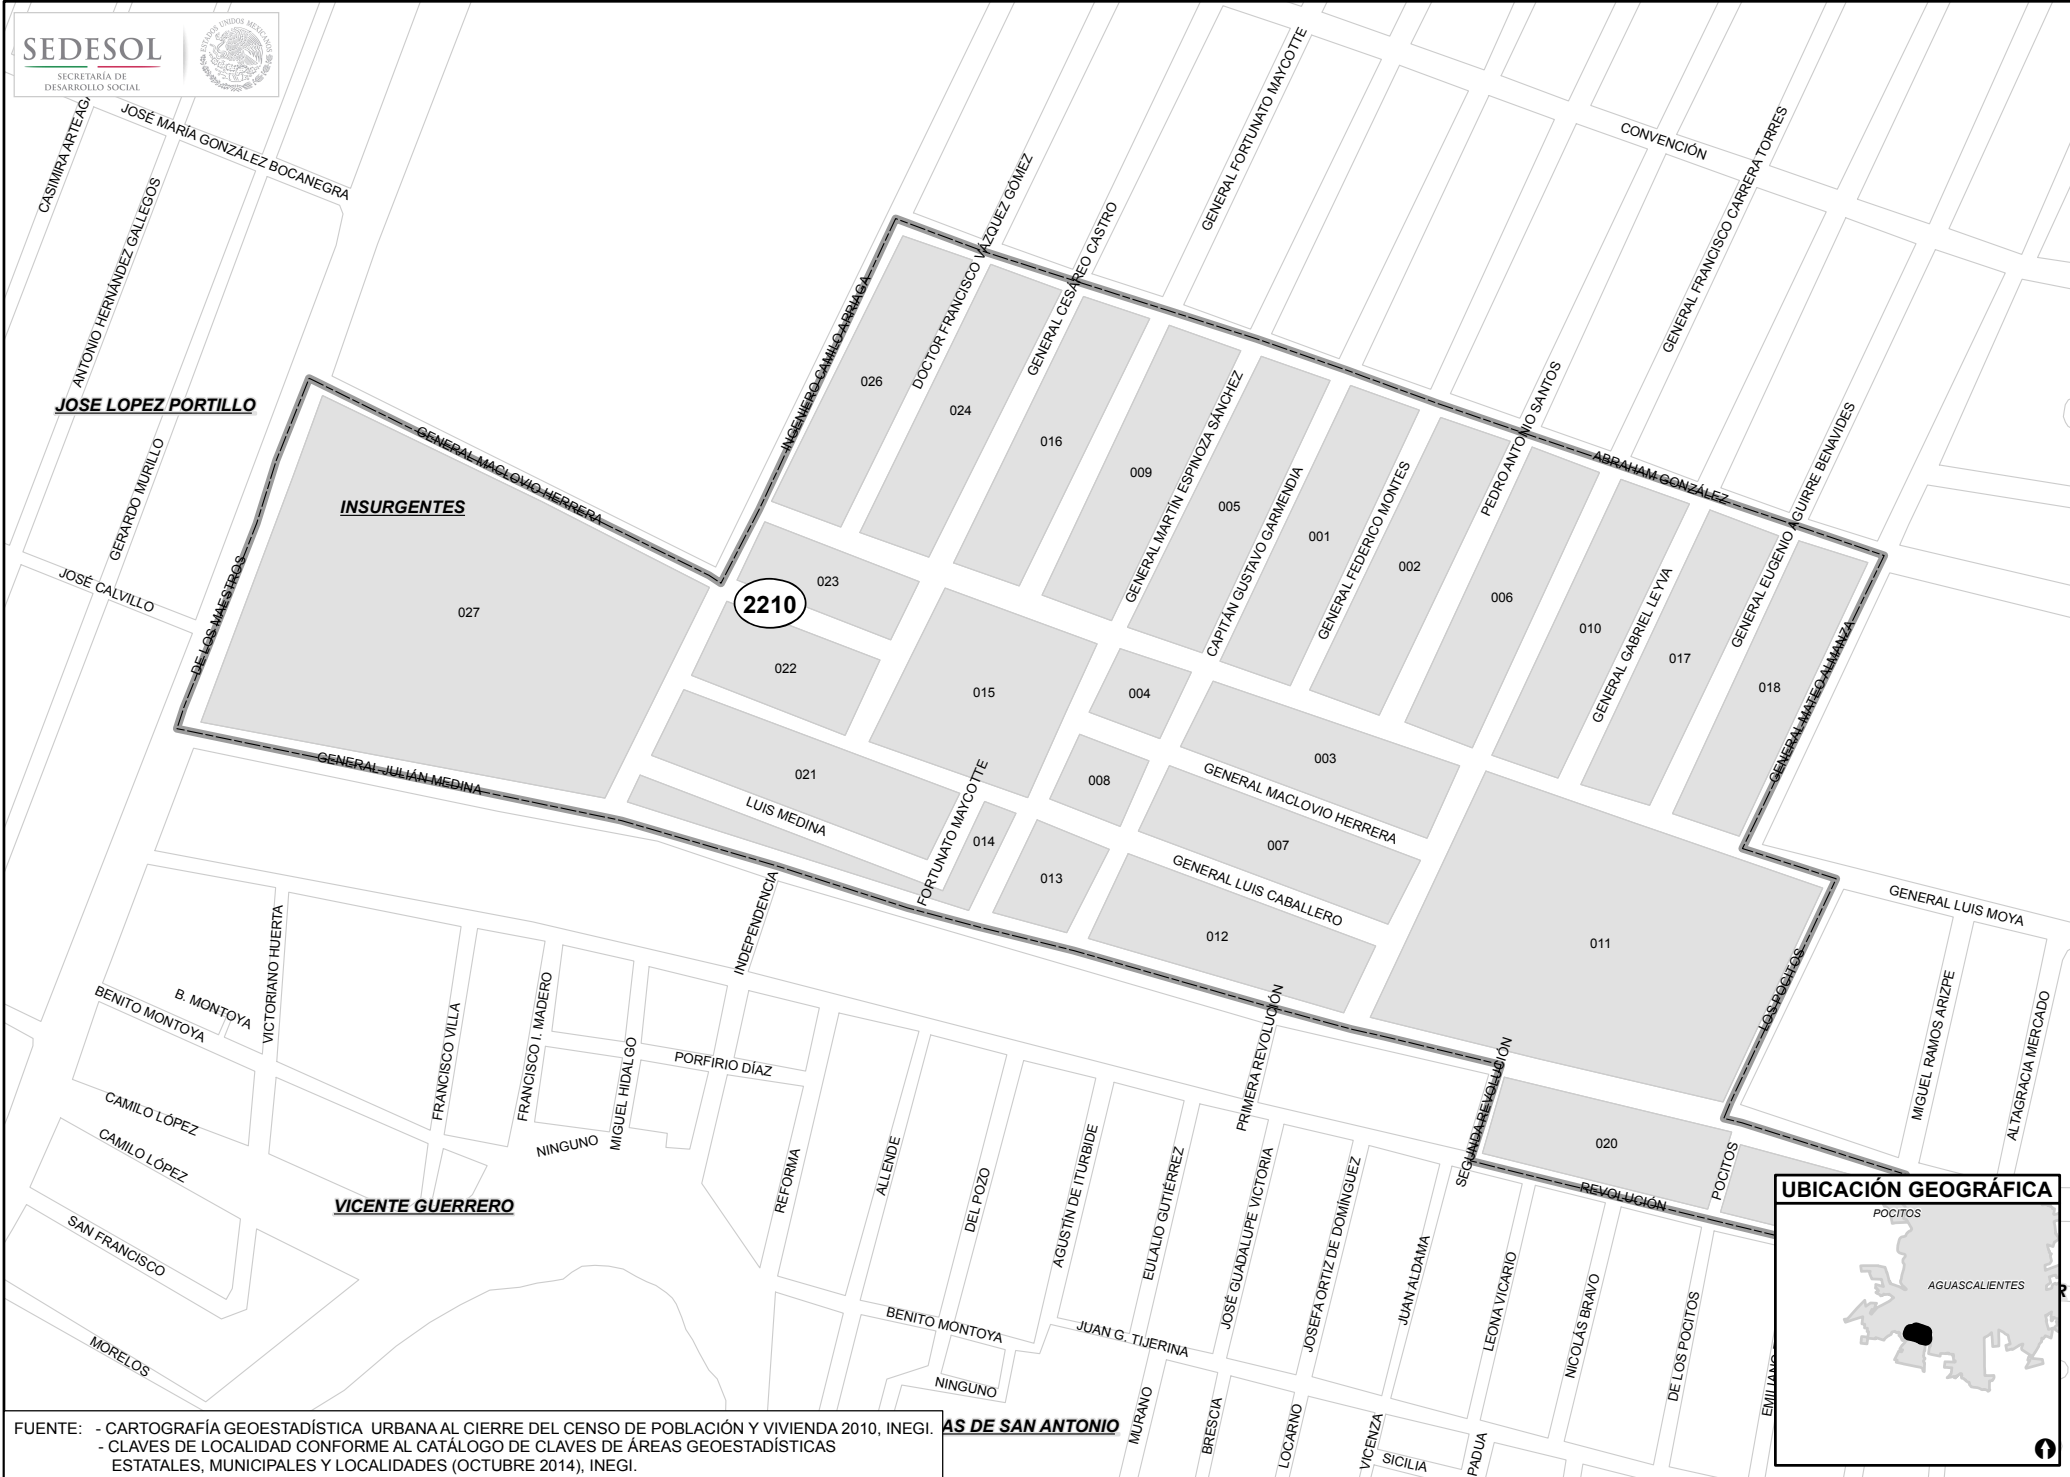 SEDESOL
SECRETARÍA DE
DESARROLLO SOCIAL
ESTADOS UNIDOS MEXICANOS
CASIMIRA ARTEAGA
JOSÉ MARÍA GONZÁLEZ BOCANEGRA
ANTONIO HERNÁNDEZ GALLEGOS
GENERAL FORTUNATO MAYCOTTE
CONVENCIÓN
GENERAL FRANCISCO CARRERA TORRES
DOCTOR FRANCISCO VÁZQUEZ GÓMEZ
GENERAL CESÁREO CASTRO
INGENIERO CAMILO ARRIAGA
JOSE LOPEZ PORTILLO
GERARDO MURILLO
GENERAL MACLOVIO HERRERA
INSURGENTES
026
024
016
009
GENERAL MARTÍN ESPINOZA SÁNCHEZ
005
CAPITÁN GUSTAVO GARMENDIA
001
GENERAL FEDERICO MONTES
002
PEDRO ANTONIO SANTOS
ABRAHAM GONZÁLEZ
GENERAL EUGENIO AGUIRRE BENAVIDES
006
010
GENERAL GABRIEL LEYVA
017
018
GENERAL MATEO ALMANZA
JOSÉ CALVILLO
DE LOS MAESTROS
027
023
2210
022
015
004
003
GENERAL MACLOVIO HERRERA
008
021
LUIS MEDINA
FORTUNATO MAYCOTTE
014
013
007
GENERAL LUIS CABALLERO
012
011
GENERAL JULIÁN MEDINA
GENERAL LUIS MOYA
LOS POCITOS
MIGUEL RAMOS ARIZPE
ALTAGRACIA MERCADO
INDEPENDENCIA
VICTORIANO HUERTA
B. MONTOYA
BENITO MONTOYA
FRANCISCO VILLA
FRANCISCO I. MADERO
MIGUEL HIDALGO
PORFIRIO DÍAZ
NINGUNO
CAMILO LÓPEZ
CAMILO LÓPEZ
SAN FRANCISCO
MORELOS
VICENTE GUERRERO
REFORMA
ALLENDE
DEL POZO
AGUSTÍN DE ITURBIDE
EULALIO GUTIÉRREZ
PRIMERA REVOLUCIÓN
JOSÉ GUADALUPE VICTORIA
JOSEFA ORTIZ DE DOMÍNGUEZ
JUAN ALDAMA
SEGUNDA REVOLUCIÓN
020
POCITOS
REVOLUCIÓN
LEONA VICARIO
NICOLÁS BRAVO
DE LOS POCITOS
BENITO MONTOYA
JUAN G. TIJERINA
NINGUNO
AS DE SAN ANTONIO
MURANO
BRESCIA
LOCARNO
VICENZA
SICILIA
PADUA
UBICACIÓN GEOGRÁFICA
POCITOS
AGUASCALIENTES
FUENTE: - CARTOGRAFÍA GEOESTADÍSTICA URBANA AL CIERRE DEL CENSO DE POBLACIÓN Y VIVIENDA 2010, INEGI.
- CLAVES DE LOCALIDAD CONFORME AL CATÁLOGO DE CLAVES DE ÁREAS GEOESTADÍSTICAS
ESTATALES, MUNICIPALES Y LOCALIDADES (OCTUBRE 2014), INEGI.